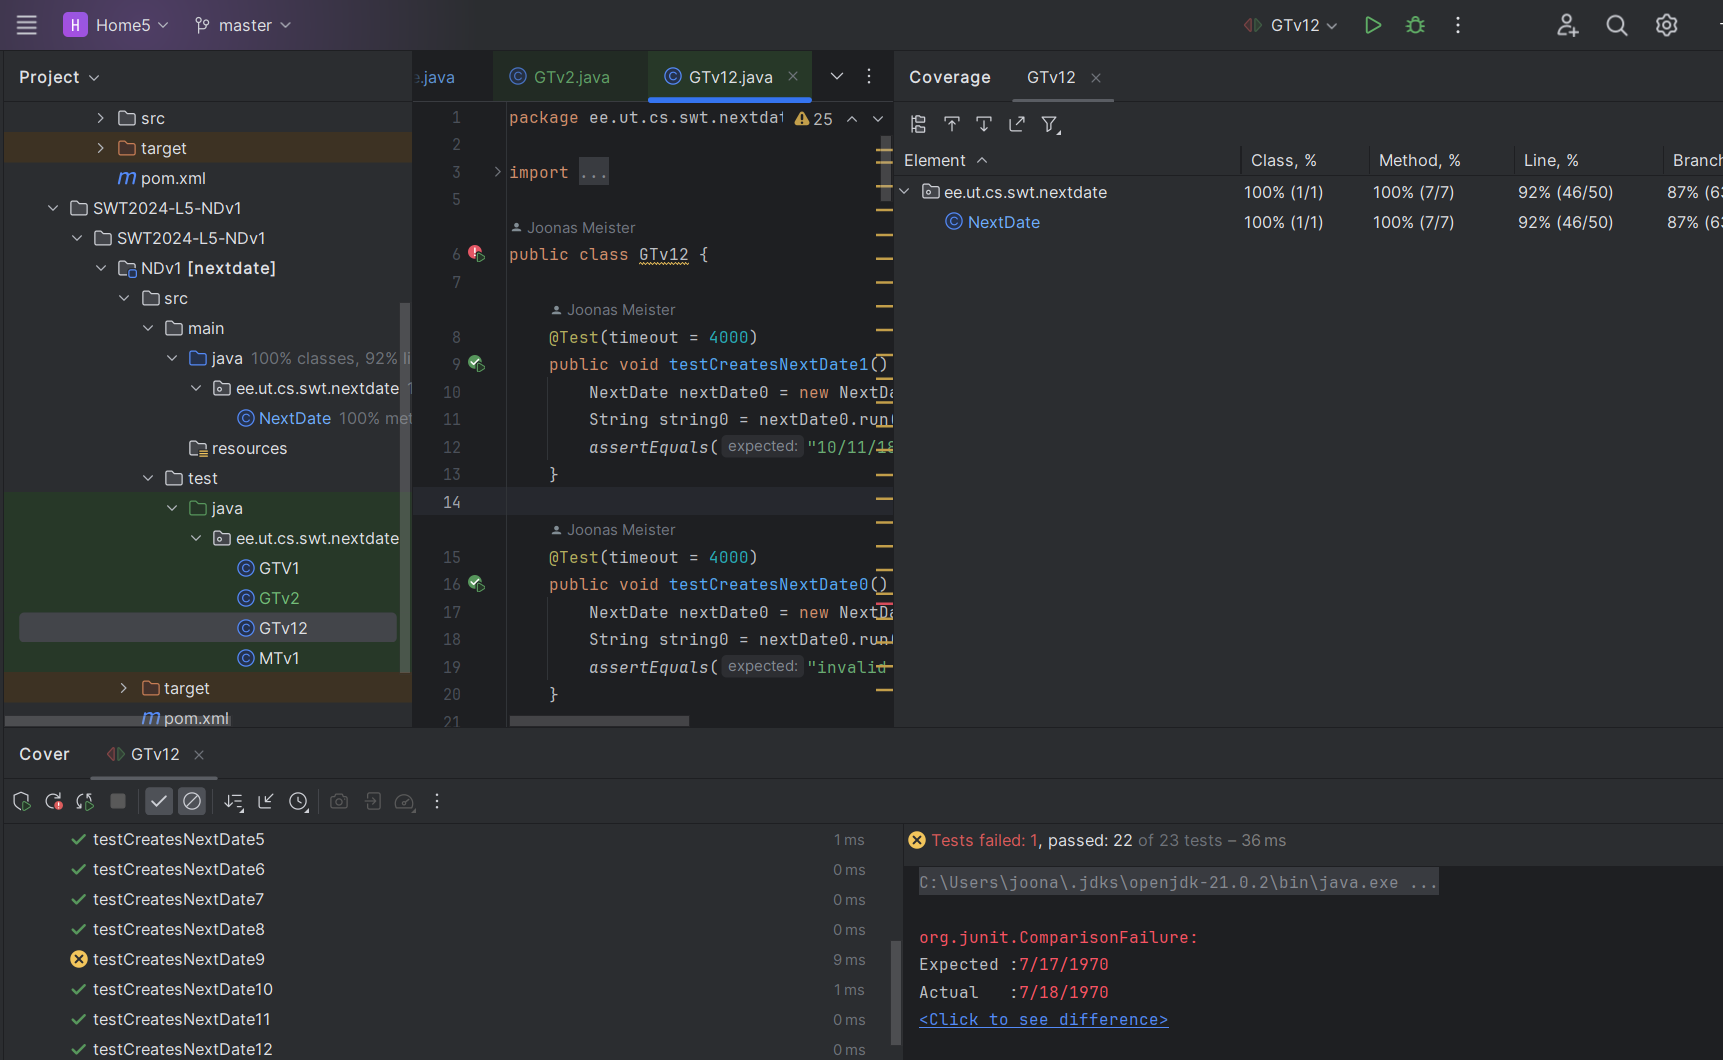 H Home5 master GTv12
Project
src
target
m pom.xml
SWT2024-L5-NDv1
SWT2024-L5-NDv1
NDv1 [nextdate]
src
main
java 100% classes, 92% li
ee.ut.cs.swt.nextdate
NextDate 100% met
resources
test
java
ee.ut.cs.swt.nextdate
GTV1
GTv2
GTv12
MTv1
target
m pom.xml
.java GTv2.java GTv12.java
1 package ee.ut.cs.swt.nextdat 25
2
3 import ...
5
Joonas Meister
6 public class GTv12 {
7
Joonas Meister
8 @Test(timeout = 4000)
9 public void testCreatesNextDate1()
10 NextDate nextDate0 = new NextDa
11 String string0 = nextDate0.run(
12 assertEquals( expected: "10/11/18
13 }
14
Joonas Meister
15 @Test(timeout = 4000)
16 public void testCreatesNextDate0()
17 NextDate nextDate0 = new NextDa
18 String string0 = nextDate0.run(
19 assertEquals( expected: "invalid
20 }
21
Coverage GTv12
Element Class, % Method, % Line, % Branch
ee.ut.cs.swt.nextdate 100% (1/1) 100% (7/7) 92% (46/50) 87% (63
NextDate 100% (1/1) 100% (7/7) 92% (46/50) 87% (63
Cover GTv12
testCreatesNextDate5 1 ms
testCreatesNextDate6 0 ms
testCreatesNextDate7 0 ms
testCreatesNextDate8 0 ms
testCreatesNextDate9 9 ms
testCreatesNextDate10 1 ms
testCreatesNextDate11 0 ms
testCreatesNextDate12 0 ms
Tests failed: 1, passed: 22 of 23 tests – 36 ms
C:\Users\joona\.jdks\openjdk-21.0.2\bin\java.exe ...
org.junit.ComparisonFailure:
Expected :7/17/1970
Actual :7/18/1970
<Click to see difference>